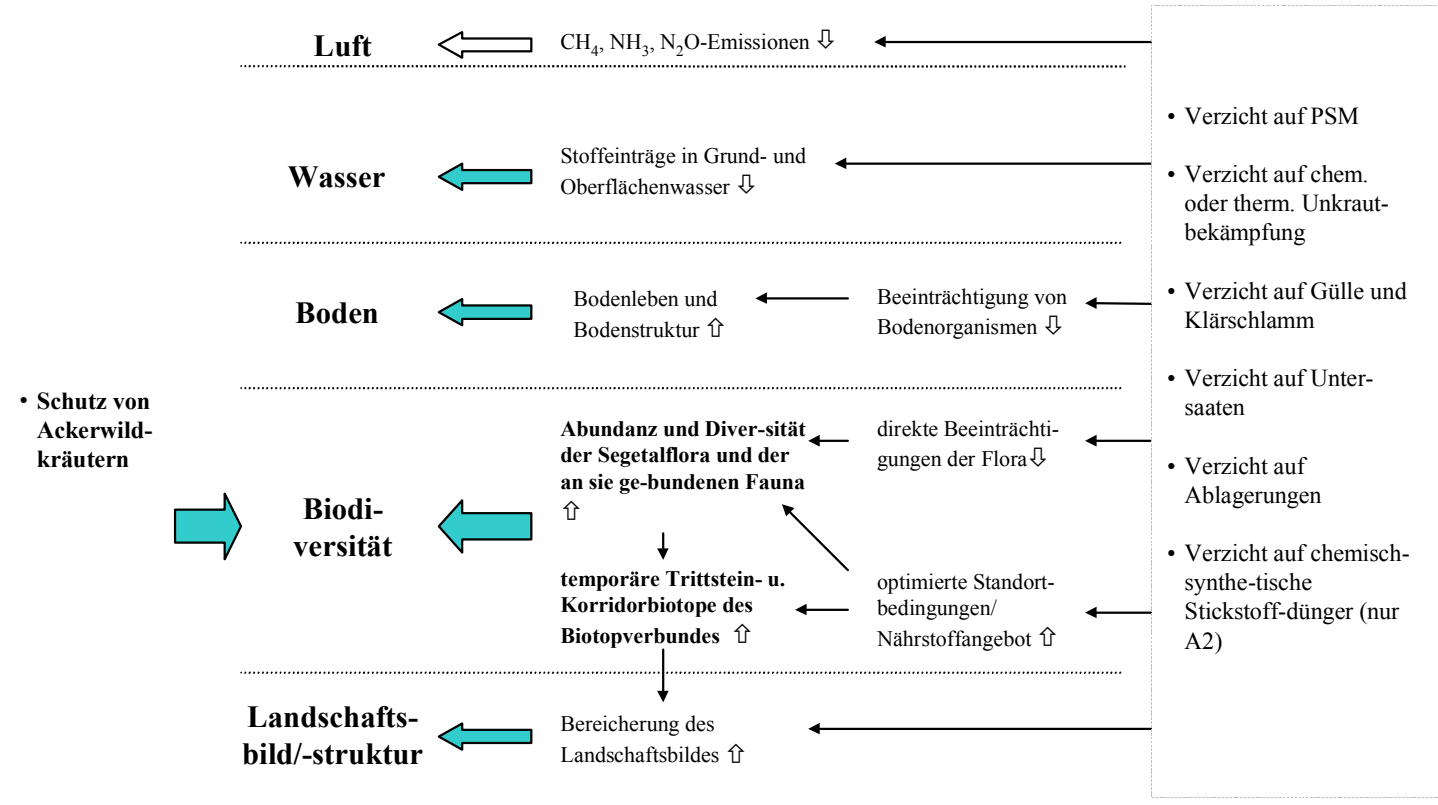 Luft
CH4, NH3, N2O-Emissionen ⇩
Wasser
Stoffeinträge in Grund- und
Oberflächenwasser ⇩
Boden
Bodenleben und
Bodenstruktur ⇧
Beeinträchtigung von
Bodenorganismen ⇩
• Schutz von
Ackerwild-
kräutern
Biodi-
versität
Abundanz und Diver-sität
der Segetalflora und der
an sie ge-bundenen Fauna
⇧
direkte Beeinträchti-
gungen der Flora⇩
temporäre Trittstein- u.
Korridorbiotope des
Biotopverbundes ⇧
optimierte Standort-
bedingungen/
Nährstoffangebot ⇧
Landschafts-
bild/-struktur
Bereicherung des
Landschaftsbildes ⇧
• Verzicht auf PSM
• Verzicht auf chem.
oder therm. Unkraut-
bekämpfung
• Verzicht auf Gülle und
Klärschlamm
• Verzicht auf Unter-
saaten
• Verzicht auf
Ablagerungen
• Verzicht auf chemisch-
synthe-tische
Stickstoff-dünger (nur
A2)